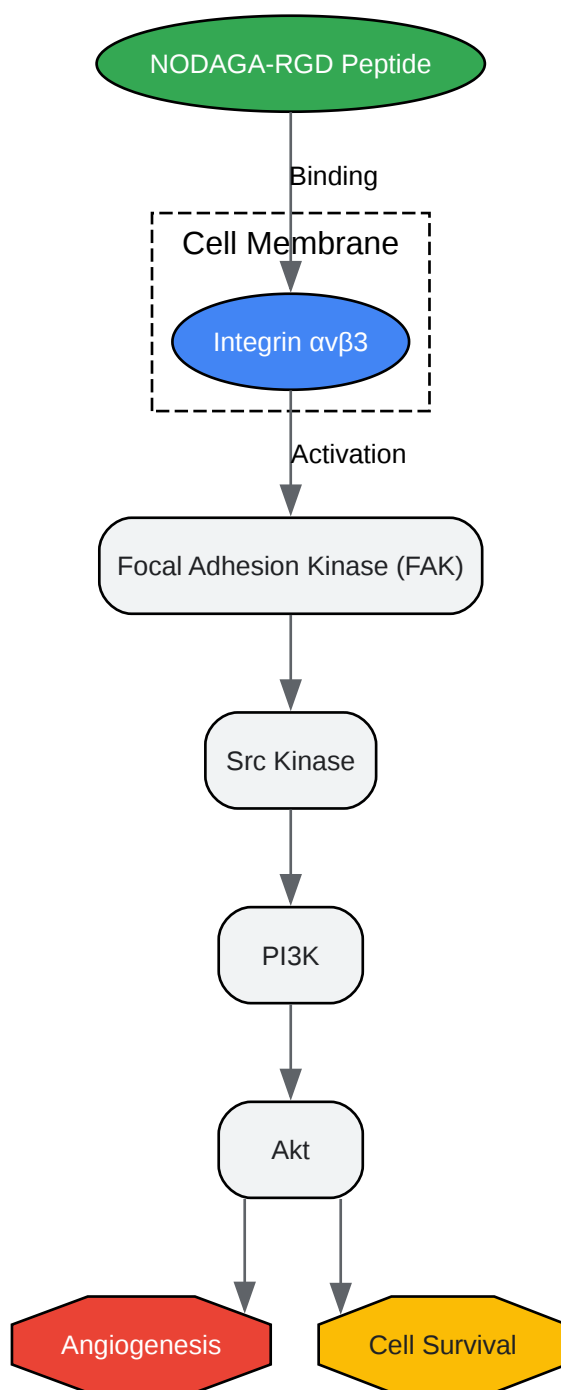 NODAGA-RGD Peptide
Binding
Cell Membrane
Integrin αvβ3
Activation
Focal Adhesion Kinase (FAK)
Src Kinase
PI3K
Akt
Angiogenesis
Cell Survival